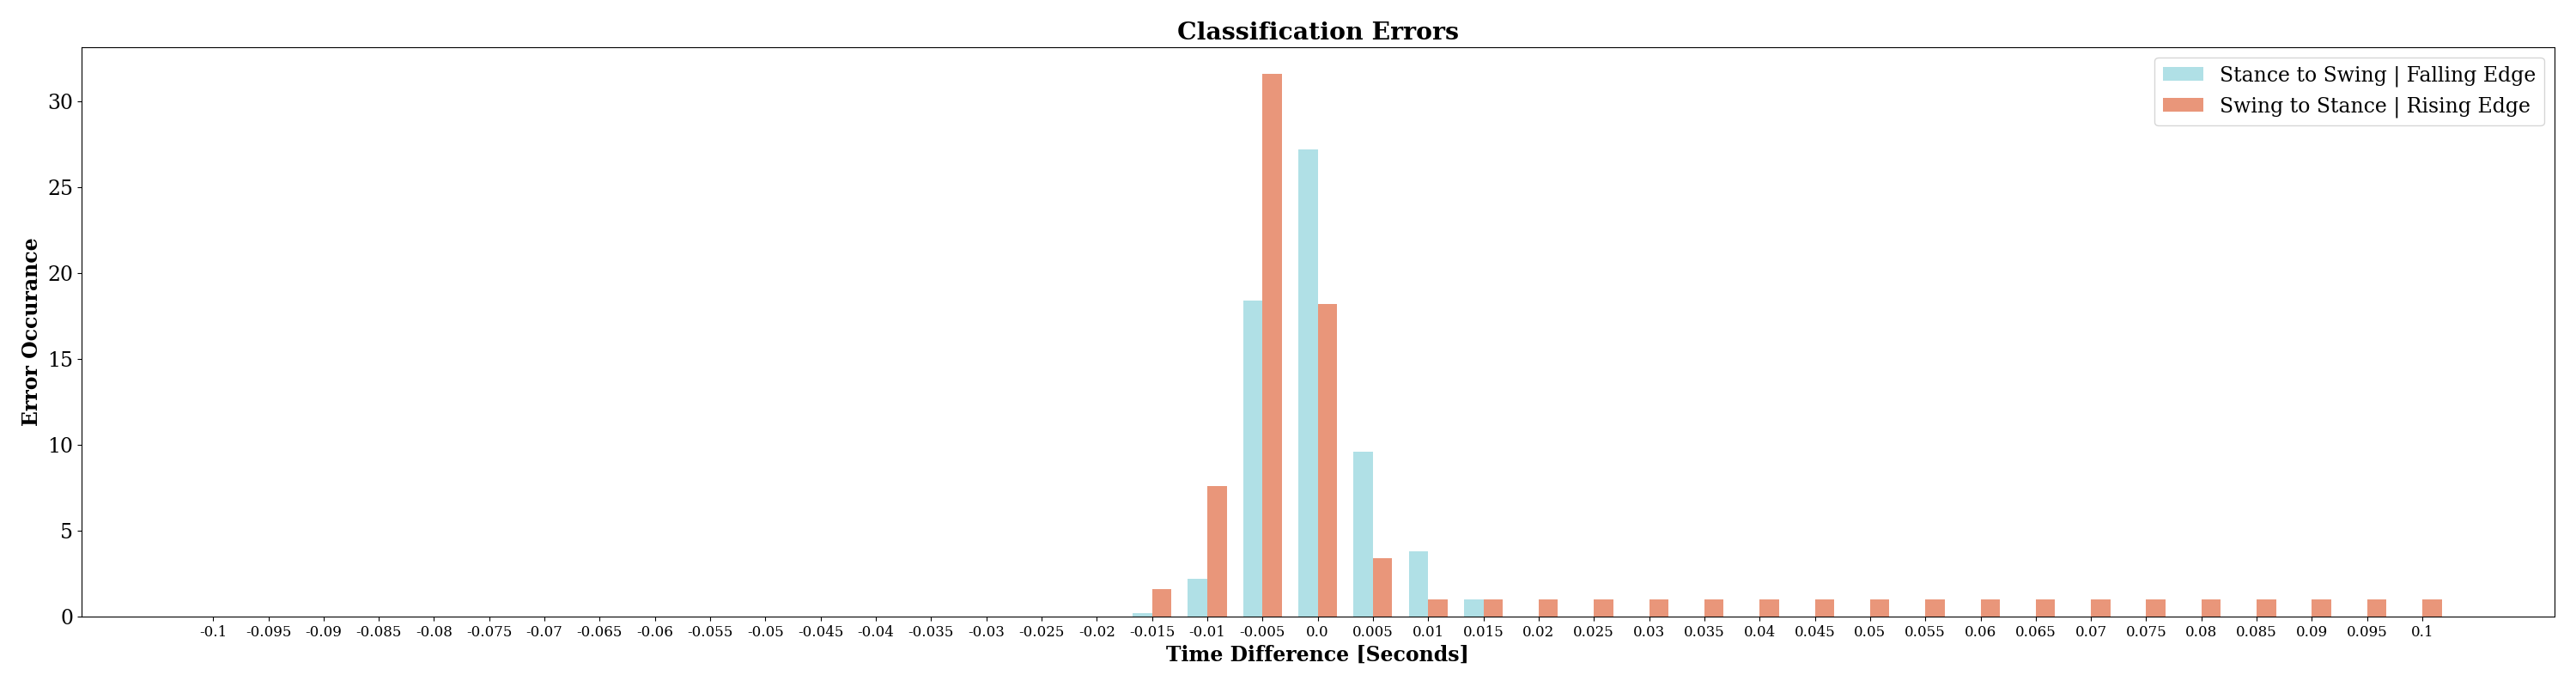 Classification Errors
Stance to Swing | Falling Edge
Swing to Stance | Rising Edge
Error Occurance
30
25
20
15
10
5
0
-0.1 -0.095 -0.09 -0.085 -0.08 -0.075 -0.07 -0.065 -0.06 -0.055 -0.05 -0.045 -0.04 -0.035 -0.03 -0.025 -0.02 -0.015 -0.01 -0.005 0.0 0.005 0.01 0.015 0.02 0.025 0.03 0.035 0.04 0.045 0.05 0.055 0.06 0.065 0.07 0.075 0.08 0.085 0.09 0.095 0.1
Time Difference [Seconds]